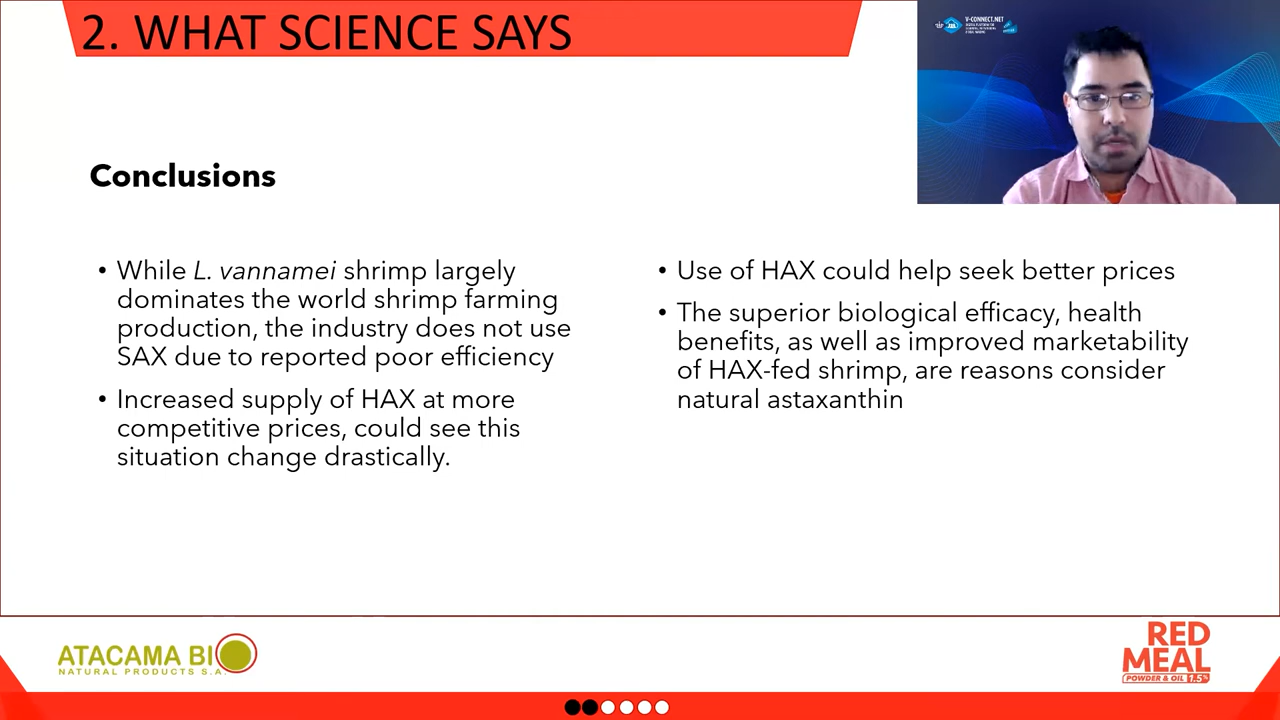 2. WHAT SCIENCE SAYS
V-CONNECT.NET
Conclusions
• While L. vannamei shrimp largely
dominates the world shrimp farming
production, the industry does not use
SAX due to reported poor efficiency
• Increased supply of HAX at more
competitive prices, could see this
situation change drastically.
• Use of HAX could help seek better prices
• The superior biological efficacy, health
benefits, as well as improved marketability
of HAX-fed shrimp, are reasons consider
natural astaxanthin
ATACAMA BIO
NATURAL PRODUCTS S.A.
RED
MEAL
POWDER & OIL 1.5%